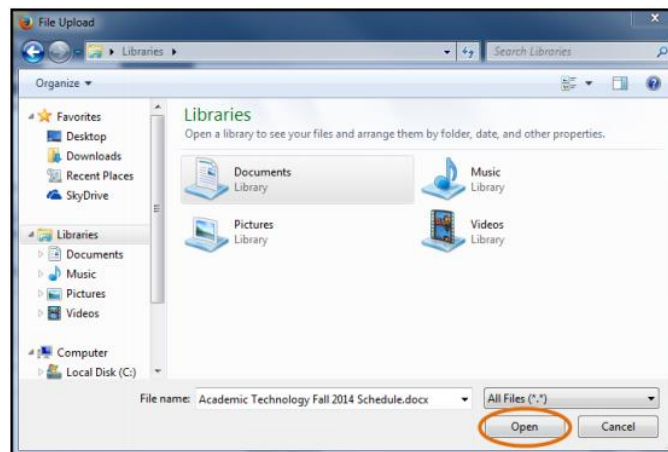 File Upload
Libraries
Search Libraries
Organize
Favorites
Desktop
Downloads
Recent Places
SkyDrive
Libraries
Documents
Music
Pictures
Videos
Computer
Local Disk (C:)
Libraries
Open a library to see your files and arrange them by folder, date, and other properties.
Documents
Library
Music
Library
Pictures
Library
Videos
Library
File name: Academic Technology Fall 2014 Schedule.docx
All Files (*.*)
Open
Cancel